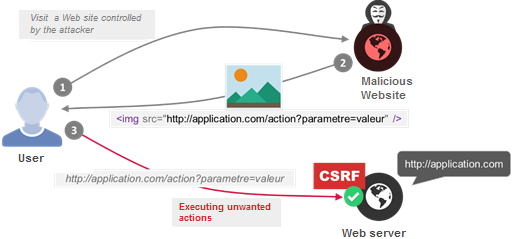 Visit a Web site controlled
by the attacker
1
2
Malicious
Website
<img src="http://application.com/action?parametre=valeur" />
3
User
http://application.com/action?parametre=valeur
CSRF
http://application.com
Executing unwanted
actions
Web server